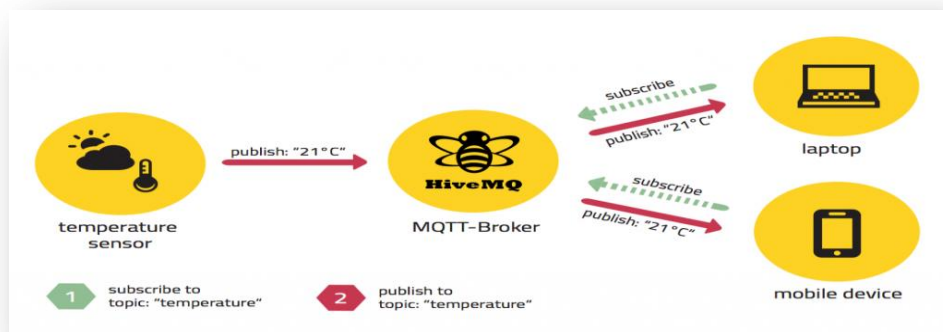 publish: "21°C"
temperature
sensor
HiveMQ
MQTT-Broker
subscribe
publish: "21°C"
laptop
subscribe
publish: "21°C"
mobile device
1
subscribe to
topic: "temperature"
2
publish to
topic: "temperature"